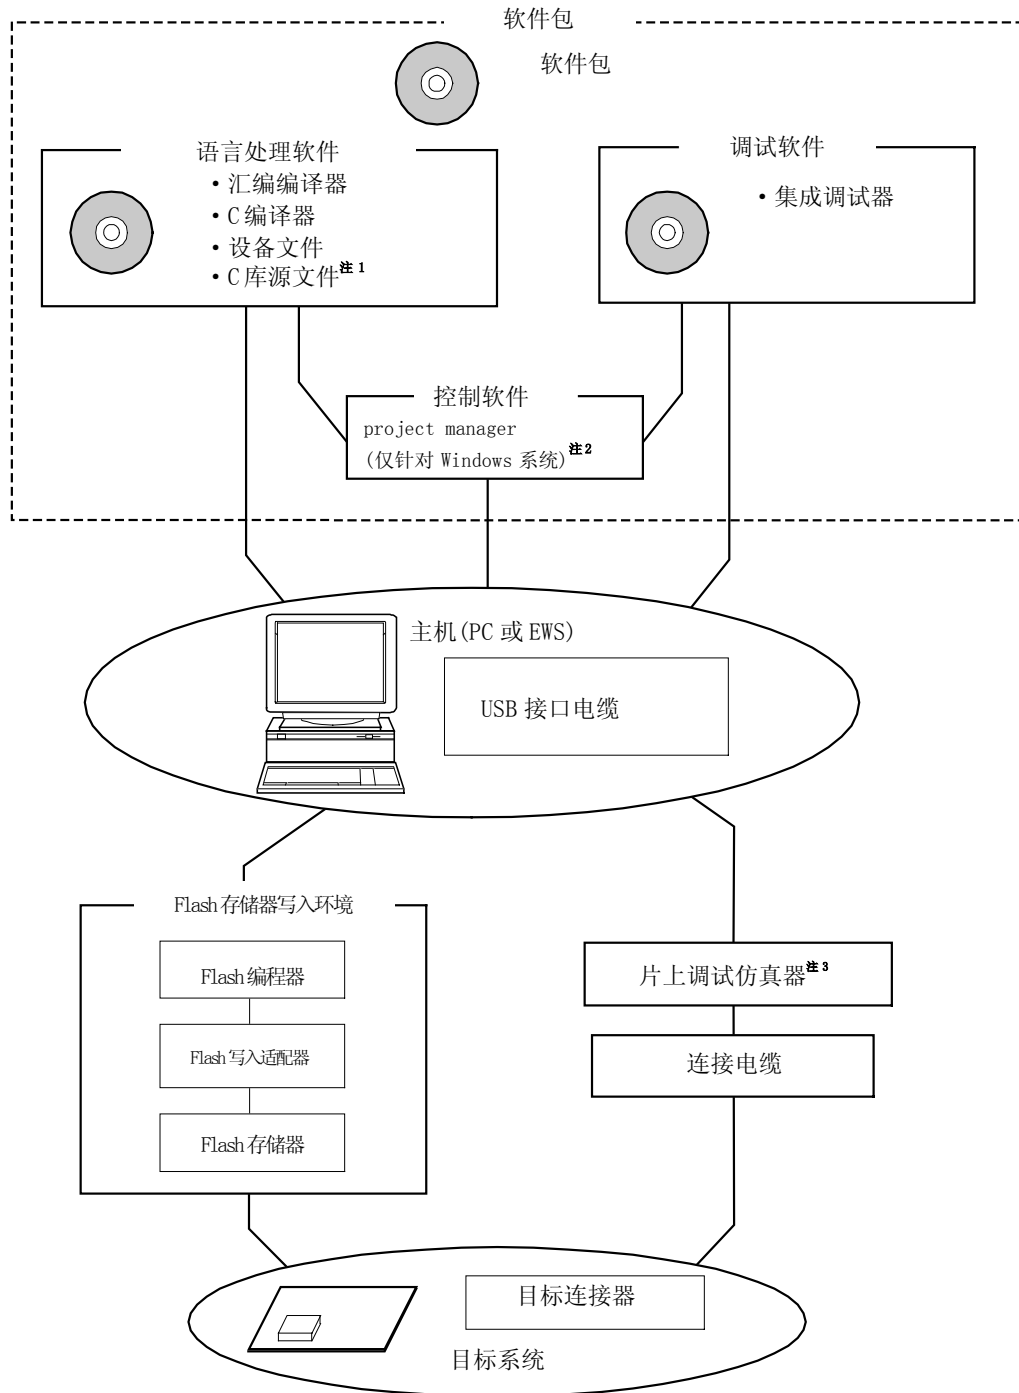 软件包
软件包
语言处理软件
・汇编编译器
・C编译器
・设备文件
・C库源文件注1
调试软件
・集成调试器
控制软件
project manager
(仅针对 Windows 系统)注2
主机(PC 或 EWS)
USB 接口电缆
Flash 存储器写入环境
Flash 编程器
Flash 写入适配器
Flash 存储器
片上调试仿真器注3
连接电缆
目标连接器
目标系统